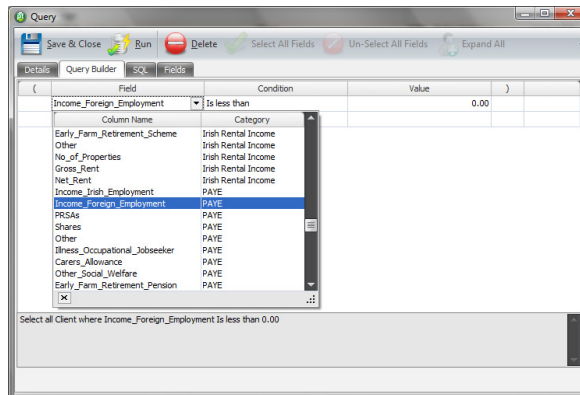 Query
Save & Close Run Delete Select All Fields Un-Select All Fields Expand All
Details Query Builder SQL Fields
( Field Condition Value )
Income_Foreign_Employment Is less than 0.00
Column Name Category
Early_Farm_Retirement_Scheme Irish Rental Income
Other Irish Rental Income
No_of_Properties Irish Rental Income
Gross_Rent Irish Rental Income
Net_Rent Irish Rental Income
Income_Irish_Employment PAYE
Income_Foreign_Employment PAYE
PRSAs PAYE
Shares PAYE
Other PAYE
Illness_Occupational_Jobseeker PAYE
Carers_Allowance PAYE
Other_Social_Welfare PAYE
Early_Farm_Retirement_Pension PAYE
Select all Client where Income_Foreign_Employment Is less than 0.00